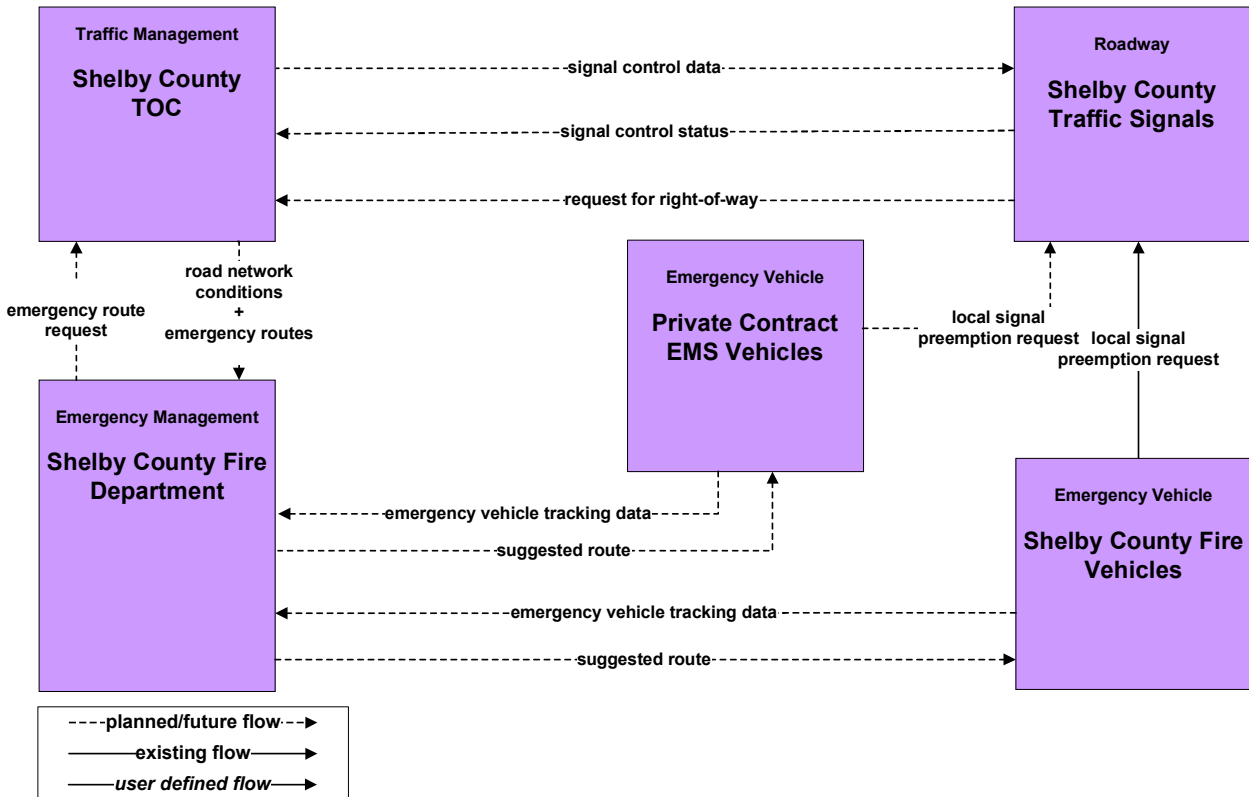 Traffic Management
Shelby County
TOC
Roadway
Shelby County
Traffic Signals
signal control data
signal control status
request for right-of-way
emergency route
request
road network
conditions
+
emergency routes
Emergency Vehicle
Private Contract
EMS Vehicles
local signal
preemption request
local signal
preemption request
Emergency Management
Shelby County Fire
Department
Emergency Vehicle
Shelby County Fire
Vehicles
emergency vehicle tracking data
suggested route
emergency vehicle tracking data
suggested route
planned/future flow
existing flow
user defined flow